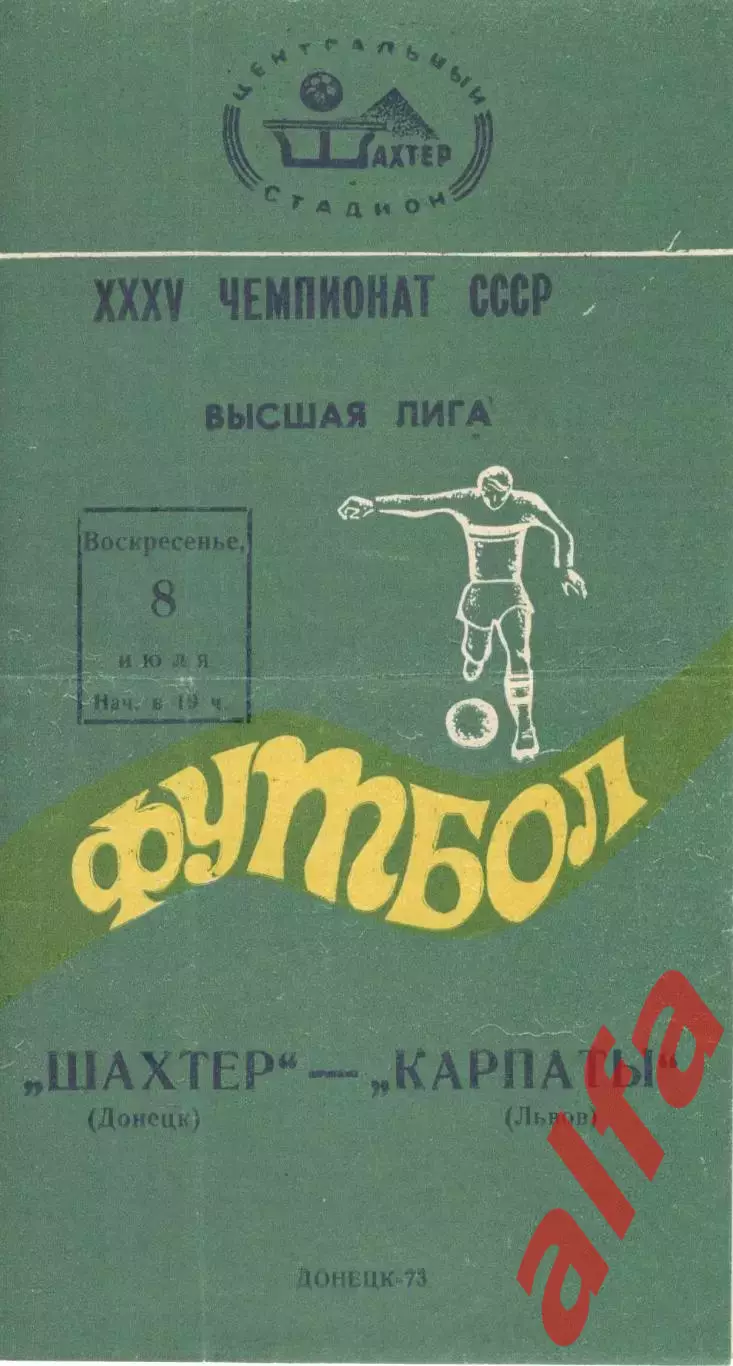 ЦЕНТРАЛЬНЫЙ
ШАХТЕР
СТАДИОН
XXXV ЧЕМПИОНАТ СССР
ВЫСШАЯ ЛИГА
Воскресенье,
8
июля
Нач. в 19 ч.
ФУТБОЛ
„ШАХТЕР“ — „КАРПАТЫ“
(Донецк) (Львов)
ДОНЕЦК-73
alfa